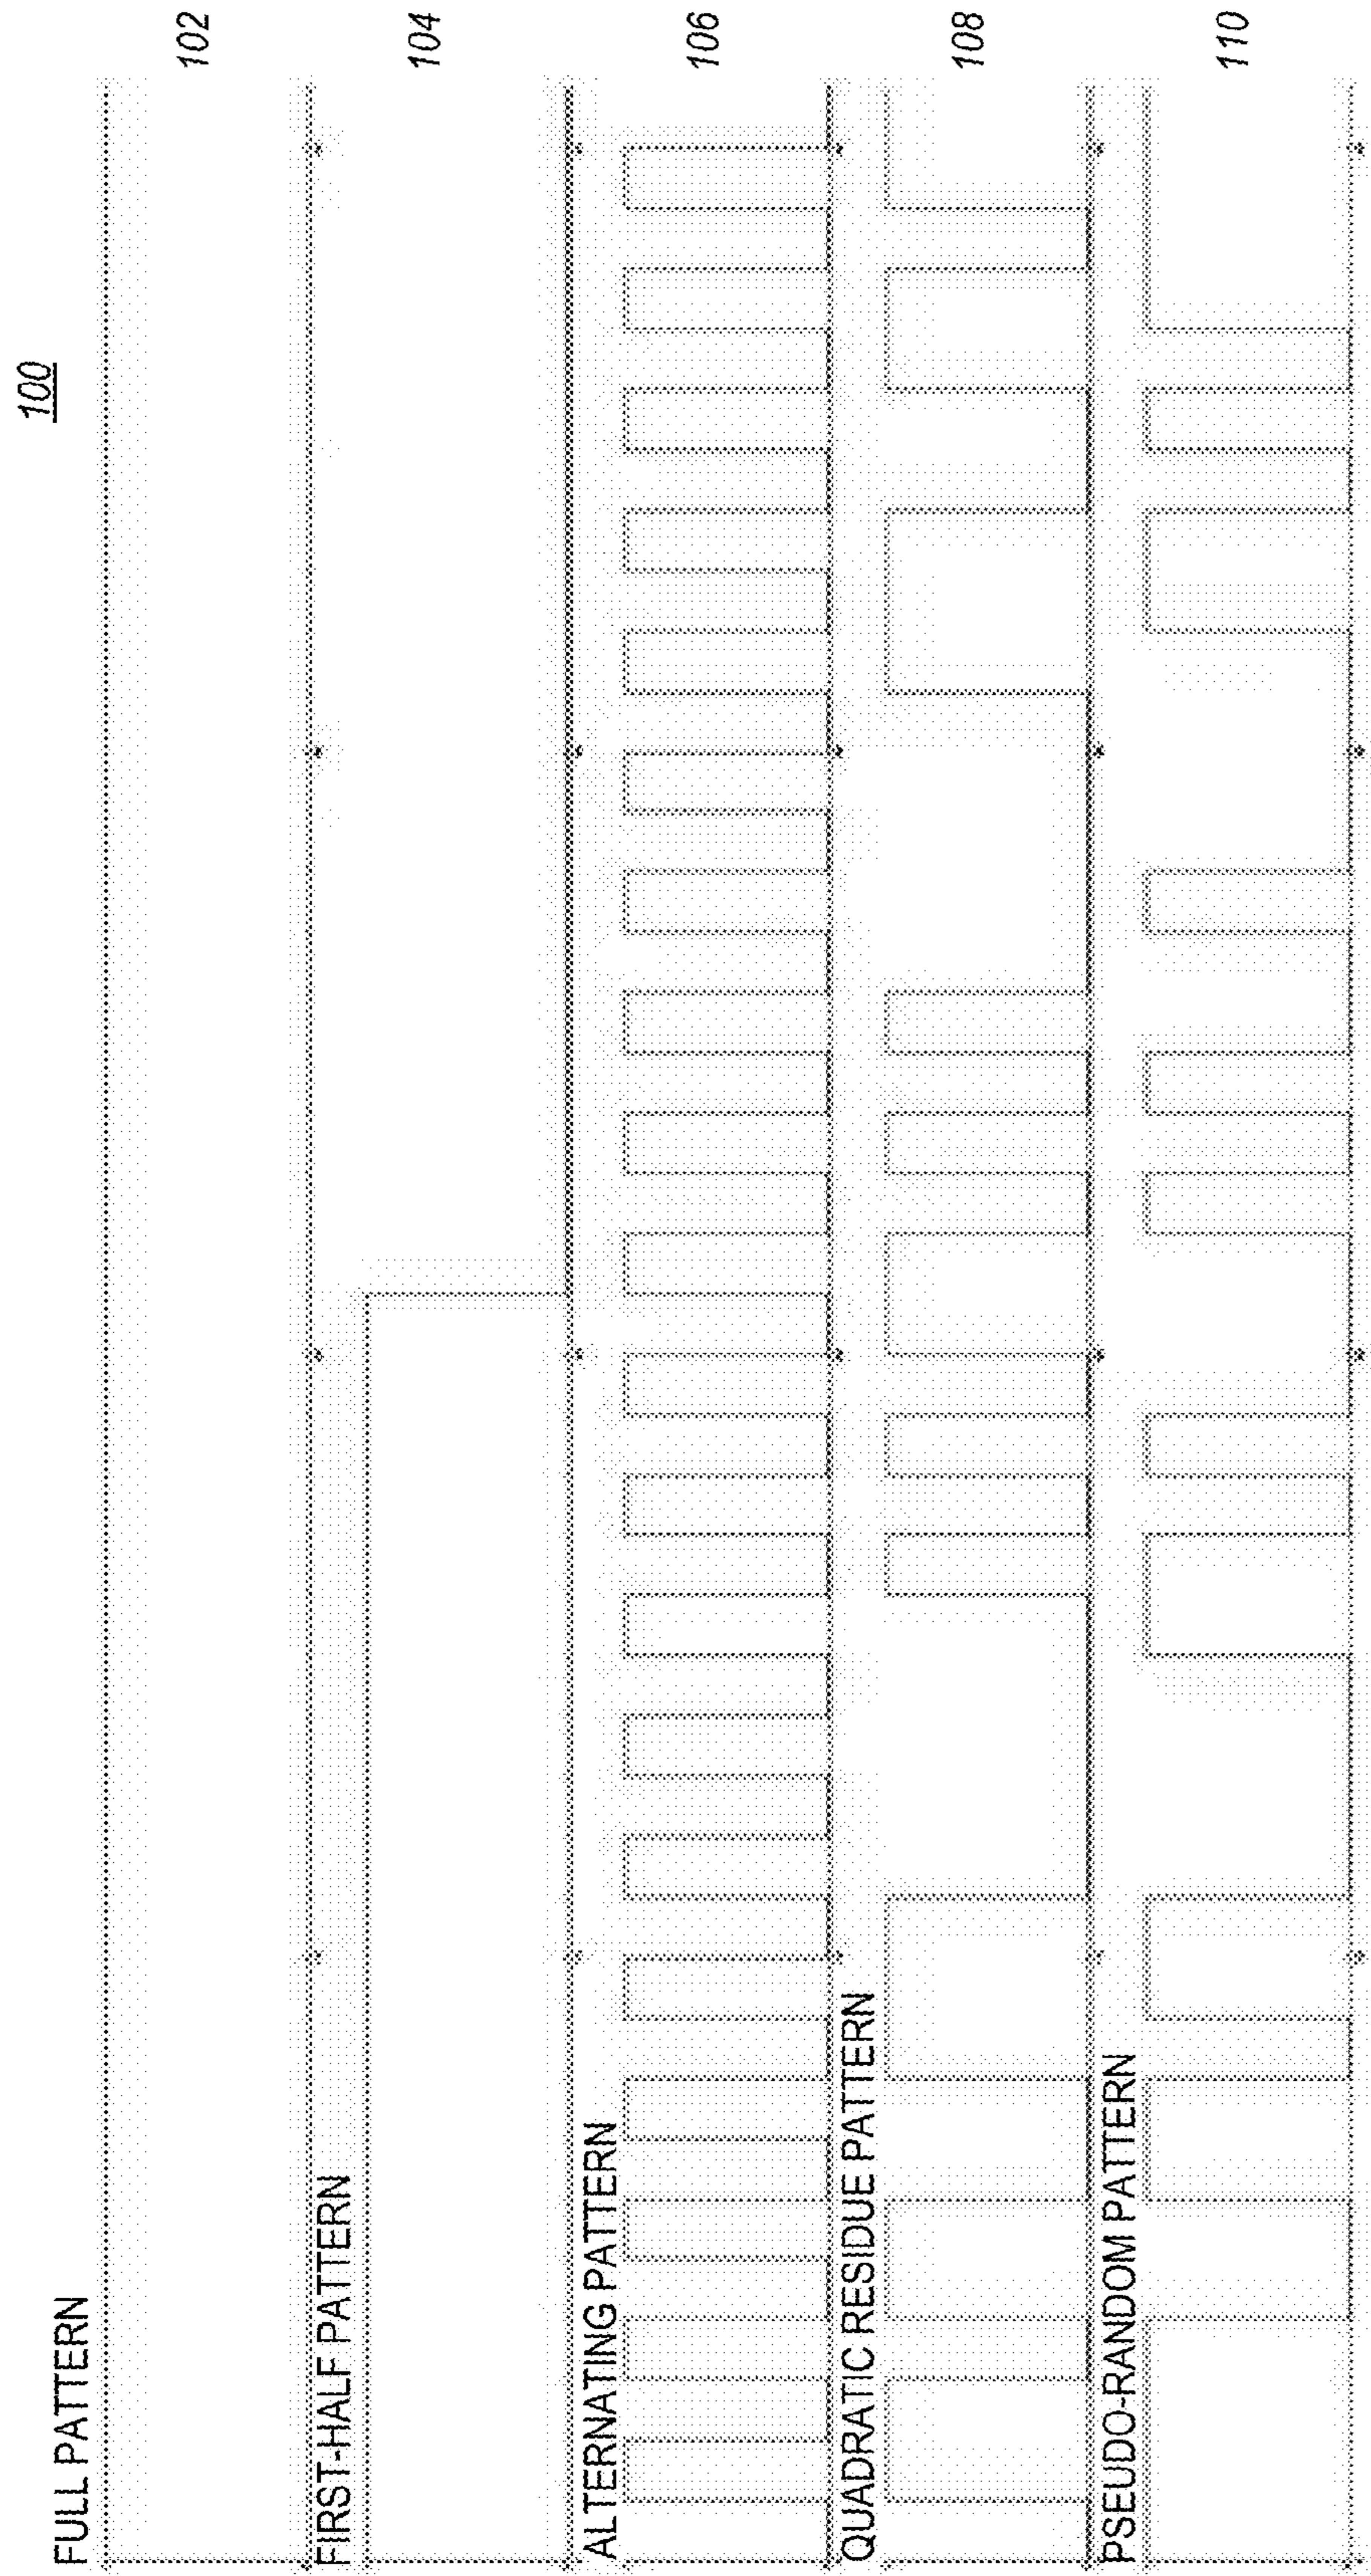 100
FULL PATTERN
102
FIRST-HALF PATTERN
104
ALTERNATING PATTERN
106
QUADRATIC RESIDUE PATTERN
108
PSEUDO-RANDOM PATTERN
110